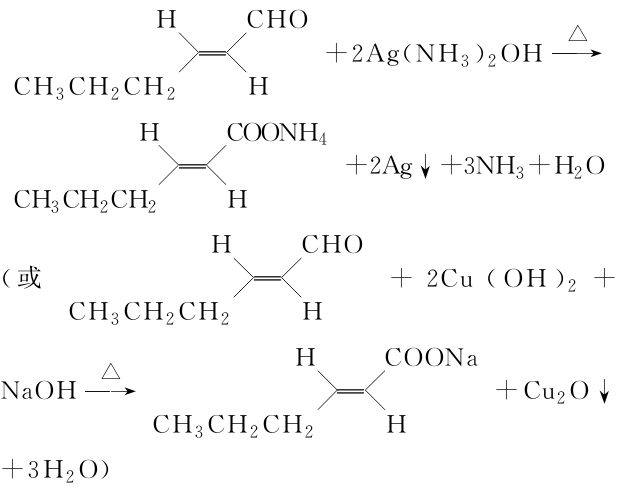 H CHO
+2Ag(NH₃)₂OH △
CH₃CH₂CH₂ H
H COONH₄
+2Ag↓+3NH₃+H₂O
CH₃CH₂CH₂ H
(或 H CHO
+ 2Cu(OH)₂ +
CH₃CH₂CH₂ H
NaOH △ H COONa
+Cu₂O↓
CH₃CH₂CH₂ H
+3H₂O)